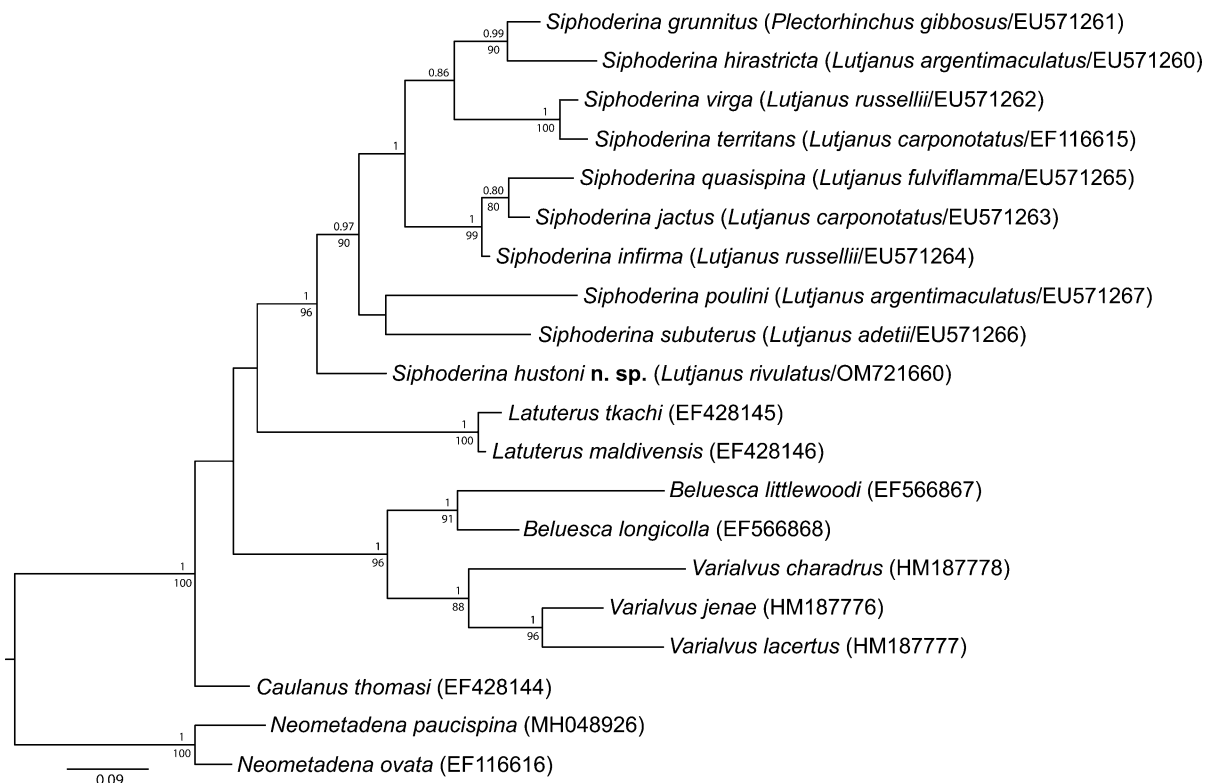 Siphoderina grunnitus (Plectorhinchus gibbosus/EU571261)
0.99
90
Siphoderina hirastricta (Lutjanus argentimaculatus/EU571260)
0.86
Siphoderina virga (Lutjanus russellii/EU571262)
1
100
Siphoderina territans (Lutjanus carponotatus/EF116615)
1
Siphoderina quasispina (Lutjanus fulviflamma/EU571265)
0.80
80
Siphoderina jactus (Lutjanus carponotatus/EU571263)
1
99
0.97
90
Siphoderina infirma (Lutjanus russellii/EU571264)
Siphoderina poulini (Lutjanus argentimaculatus/EU571267)
1
96
Siphoderina subuterus (Lutjanus adetii/EU571266)
Siphoderina hustoni n. sp. (Lutjanus rivulatus/OM721660)
Latuterus tkachi (EF428145)
1
100
Latuterus maldivensis (EF428146)
Beluesca littlewoodi (EF566867)
1
91
Beluesca longicolla (EF566868)
1
96
Varialvus charadrus (HM187778)
1
100
1
88
Varialvus jenae (HM187776)
1
96
Varialvus lacertus (HM187777)
Caulanus thomasi (EF428144)
Neometadena paucispina (MH048926)
1
100
Neometadena ovata (EF116616)
0.09